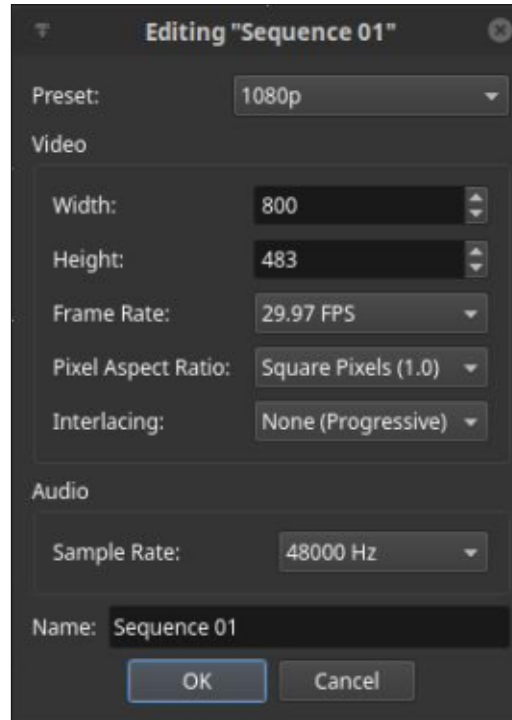 Editing "Sequence 01"
Preset: 1080p
Video
Width: 800
Height: 483
Frame Rate: 29.97 FPS
Pixel Aspect Ratio: Square Pixels (1.0)
Interlacing: None (Progressive)
Audio
Sample Rate: 48000 Hz
Name: Sequence 01
OK Cancel